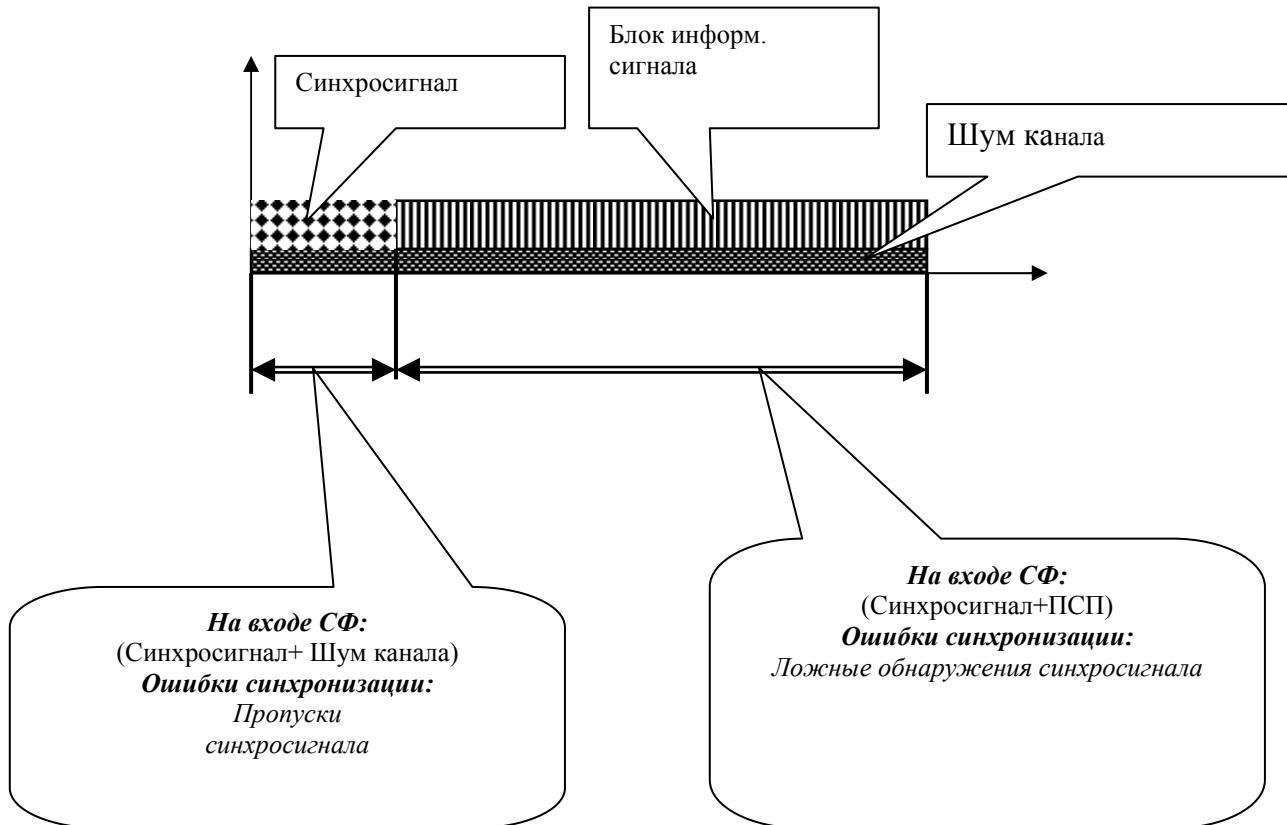 Блок информ.
сигнала
Синхросигнал
Шум канала
На входе СФ:
(Синхросигнал+ Шум канала)
Ошибки синхронизации:
Пропуски
синхросигнала
На входе СФ:
(Синхросигнал+ПСП)
Ошибки синхронизации:
Ложные обнаружения синхросигнала